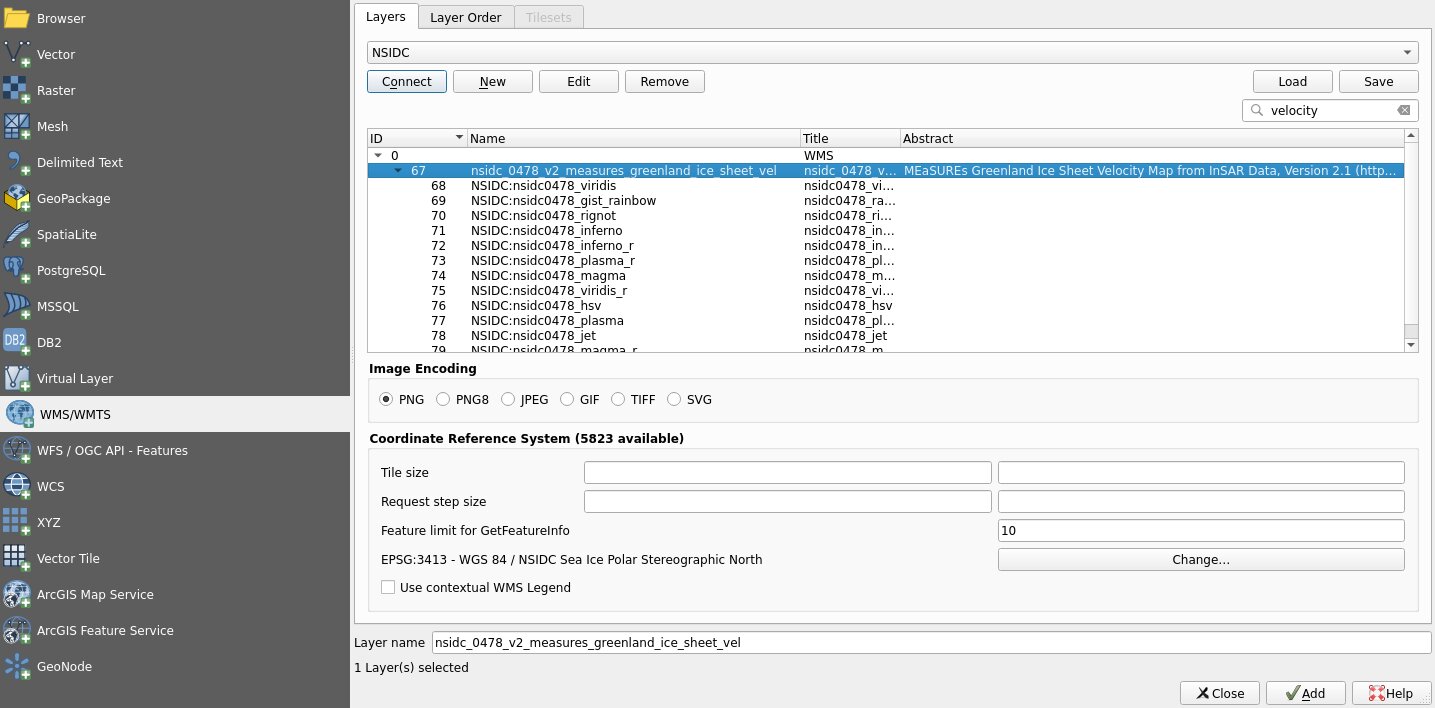 Browser
Vector
Raster
Mesh
Delimited Text
GeoPackage
SpatiaLite
PostgreSQL
MSSQL
DB2
DB2
Virtual Layer
WMS/WMTS
WFS / OGC API - Features
WCS
XYZ
Vector Tile
ArcGIS Map Service
ArcGIS Feature Service
GeoNode
Layers Layer Order Tilesets
NSIDC
Connect New Edit Remove Load Save
velocity
ID Name Title Abstract
0 WMS
67 nsidc_0478_v2_measures_greenland_ice_sheet_vel nsidc_0478_v... MEaSUREs Greenland Ice Sheet Velocity Map from InSAR Data, Version 2.1 (http...
68 NSIDC:nsidc0478_viridis nsidc0478_vi...
69 NSIDC:nsidc0478_gist_rainbow nsidc0478_ra...
70 NSIDC:nsidc0478_rignot nsidc0478_ri...
71 NSIDC:nsidc0478_inferno nsidc0478_in...
72 NSIDC:nsidc0478_inferno_r nsidc0478_in...
73 NSIDC:nsidc0478_plasma_r nsidc0478_pl...
74 NSIDC:nsidc0478_magma nsidc0478_m...
75 NSIDC:nsidc0478_viridis_r nsidc0478_vi...
76 NSIDC:nsidc0478_hsv nsidc0478_hsv
77 NSIDC:nsidc0478_plasma nsidc0478_pl...
78 NSIDC:nsidc0478_jet nsidc0478_jet
79 NSIDC:nsidc0478_magma_r nsidc0478_m...
Image Encoding
PNG PNG8 JPEG GIF TIFF SVG
Coordinate Reference System (5823 available)
Tile size
Request step size
Feature limit for GetFeatureInfo 10
EPSG:3413 - WGS 84 / NSIDC Sea Ice Polar Stereographic North Change...
Use contextual WMS Legend
Layer name nsidc_0478_v2_measures_greenland_ice_sheet_vel
1 Layer(s) selected
Close Add Help